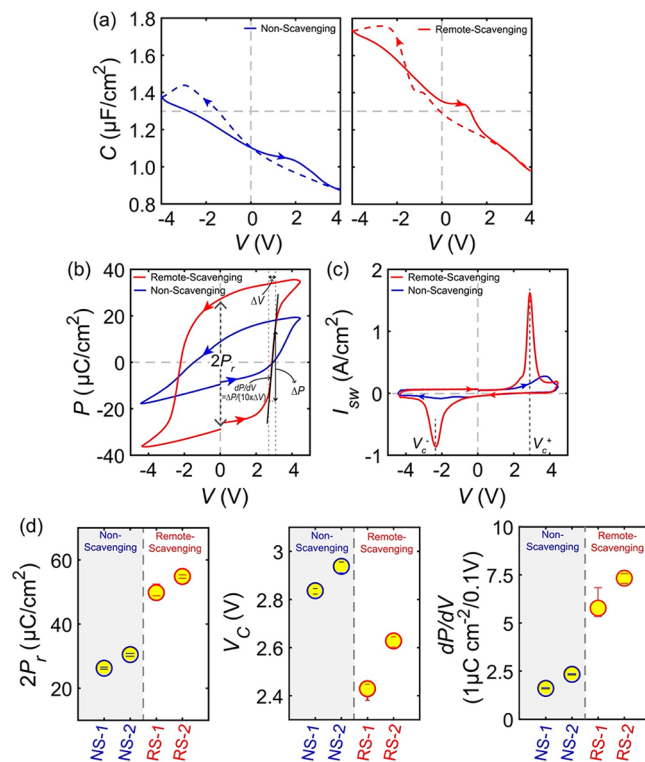 (a)
Non-Scavenging
Remote-Scavenging
C (µF/cm²)
1.8
1.6
1.4
1.2
1.0
0.8
-4 -2 0 2 4
-4 -2 0 2 4
V (V)
V (V)
(b)
Remote-Scavenging
Non-Scavenging
P (µC/cm²)
40
20
0
-20
-40
ΔV
2Pr
dP/dV
=ΔP/(10xΔV)
ΔP
-4 -2 0 2 4
V (V)
(c)
Remote-Scavenging
Non-Scavenging
Isw (A/cm²)
2
1
0
-1
Vc-
Vc+
-4 -2 0 2 4
V (V)
(d)
Non-
Scavenging
Remote-
Scavenging
2Pr (µC/cm²)
60
40
20
NS-1
NS-2
RS-1
RS-2
Non-
Scavenging
Remote-
Scavenging
VC (V)
3
2.8
2.6
2.4
NS-1
NS-2
RS-1
RS-2
Non-
Scavenging
Remote-
Scavenging
dP/dV
(1µC cm-2/0.1V)
10
7.5
5
2.5
0
NS-1
NS-2
RS-1
RS-2